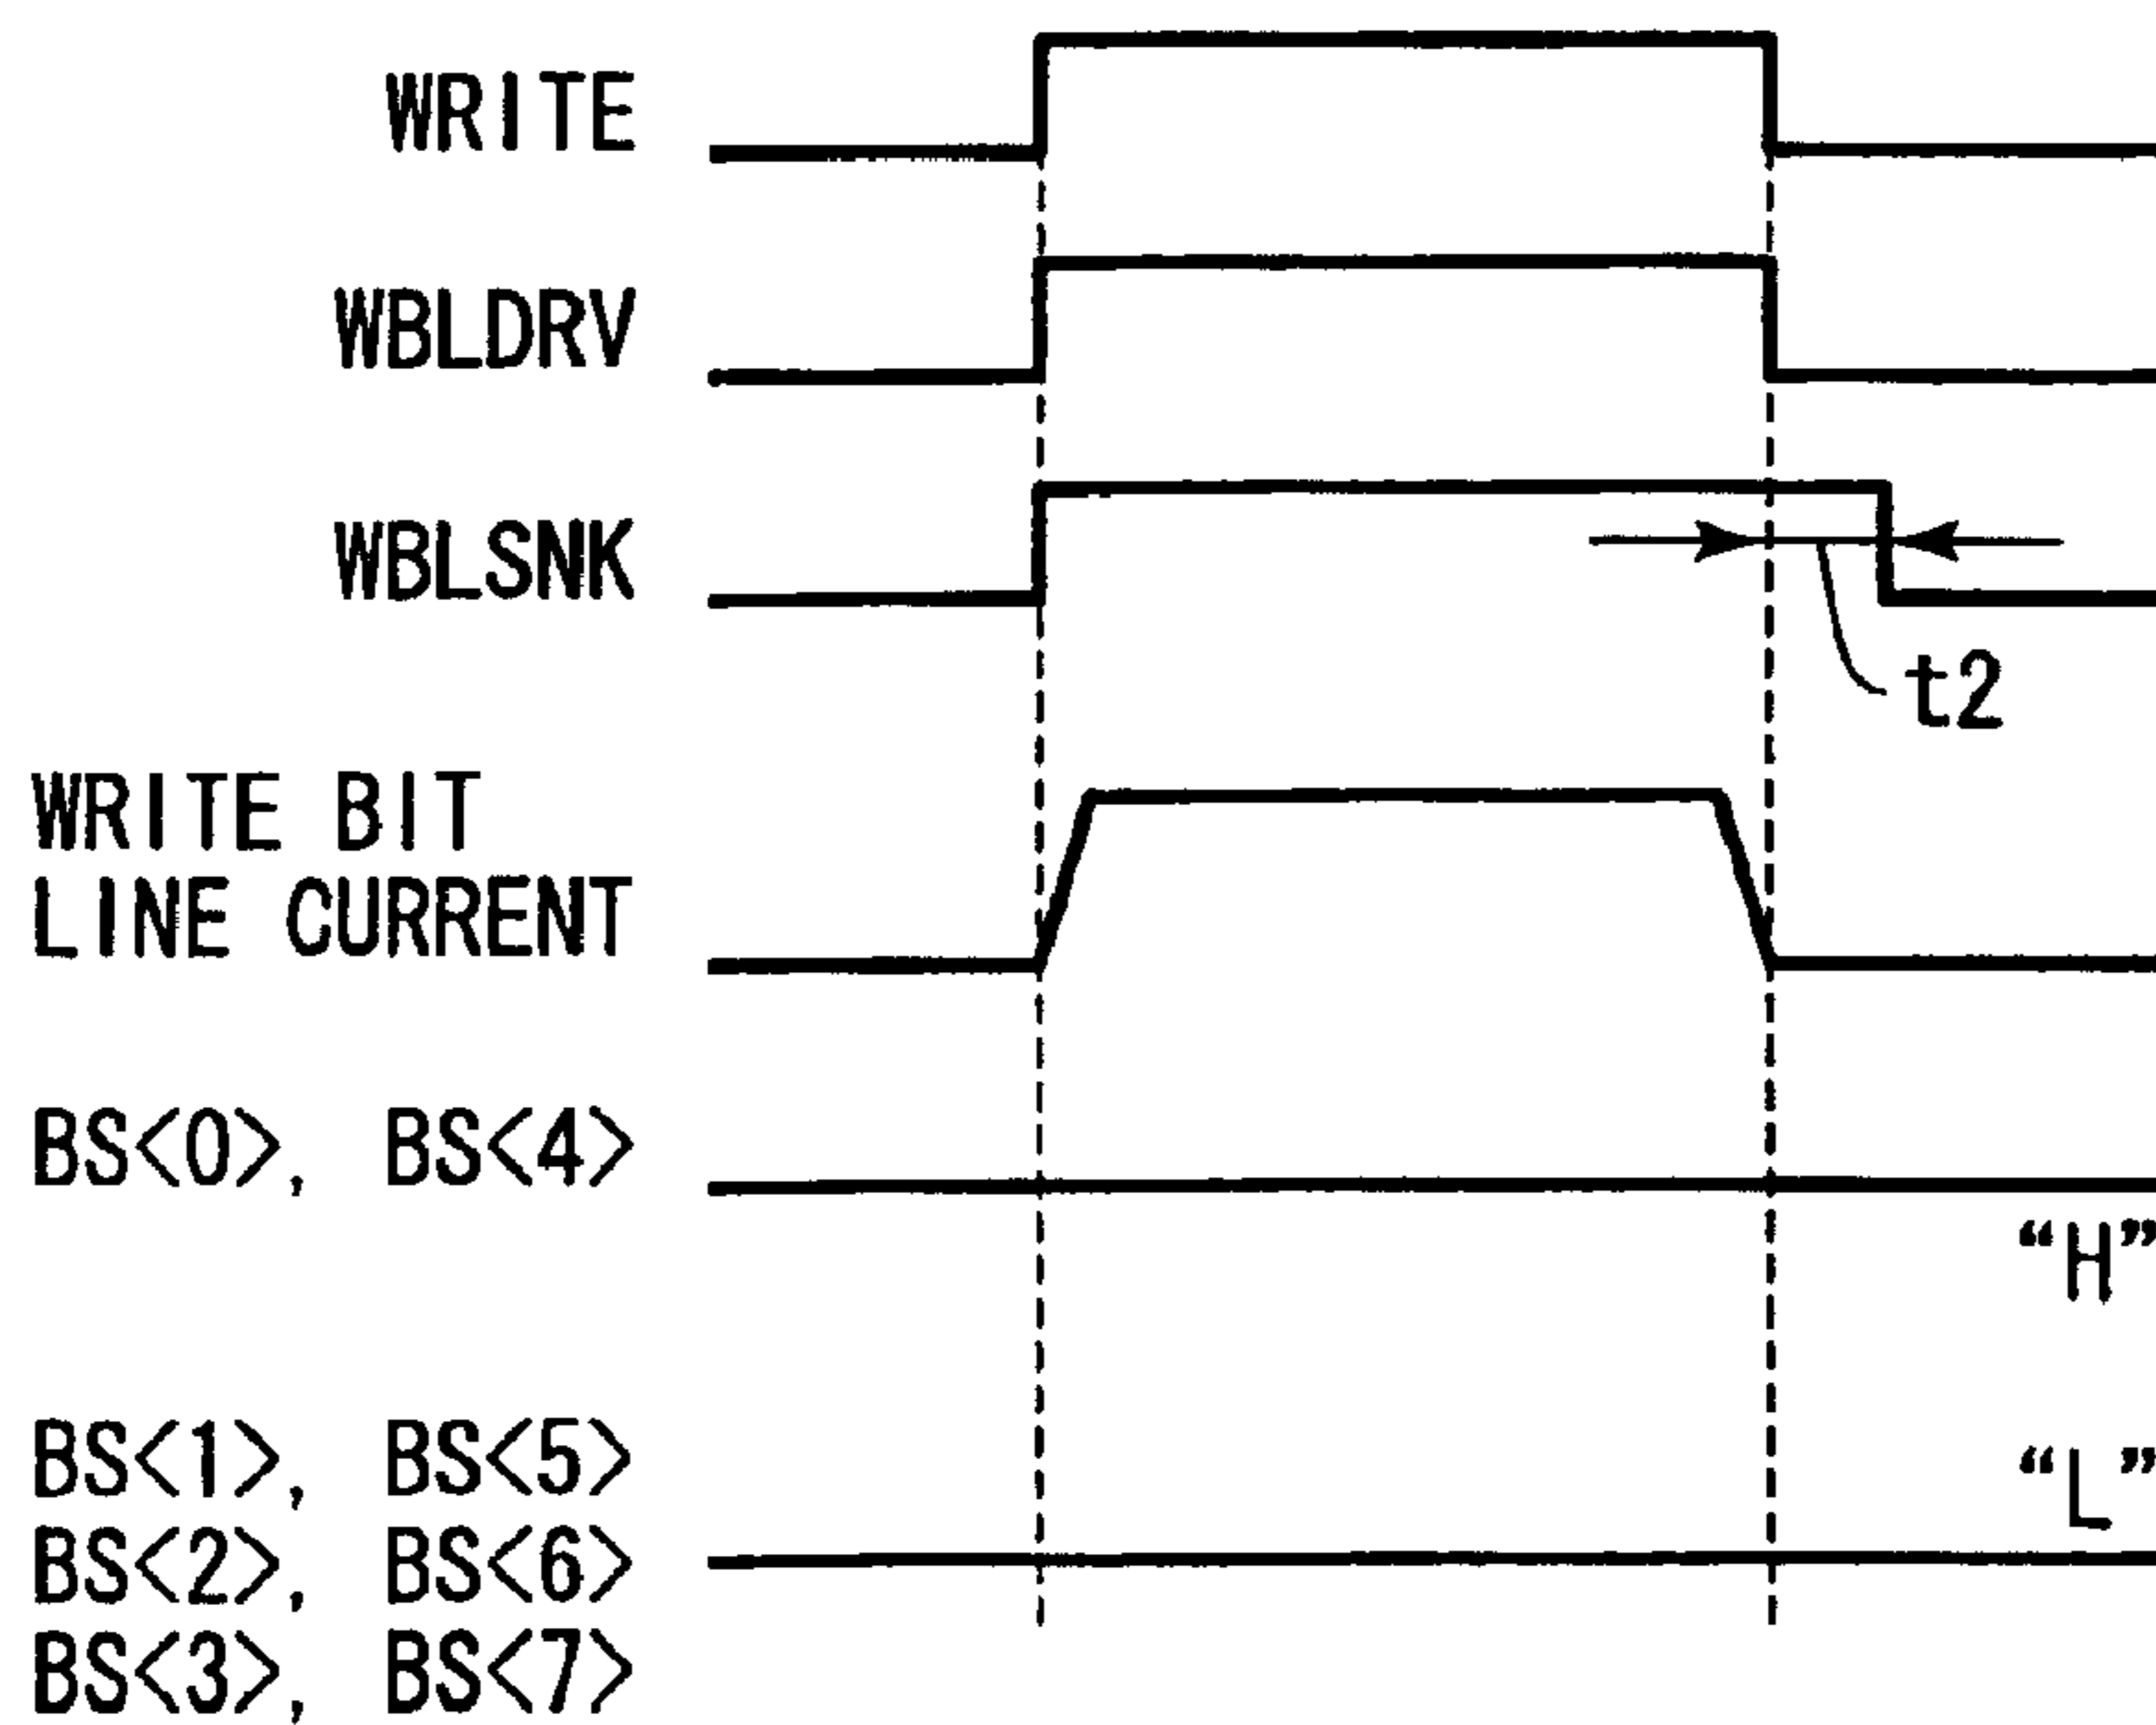 WRITE
WBLDRV
WBLSNK
t2
WRITE BIT
LINE CURRENT
BS<0>, BS<4>
“H”
BS<1>, BS<5>
“L”
BS<2>, BS<6>
BS<3>, BS<7>